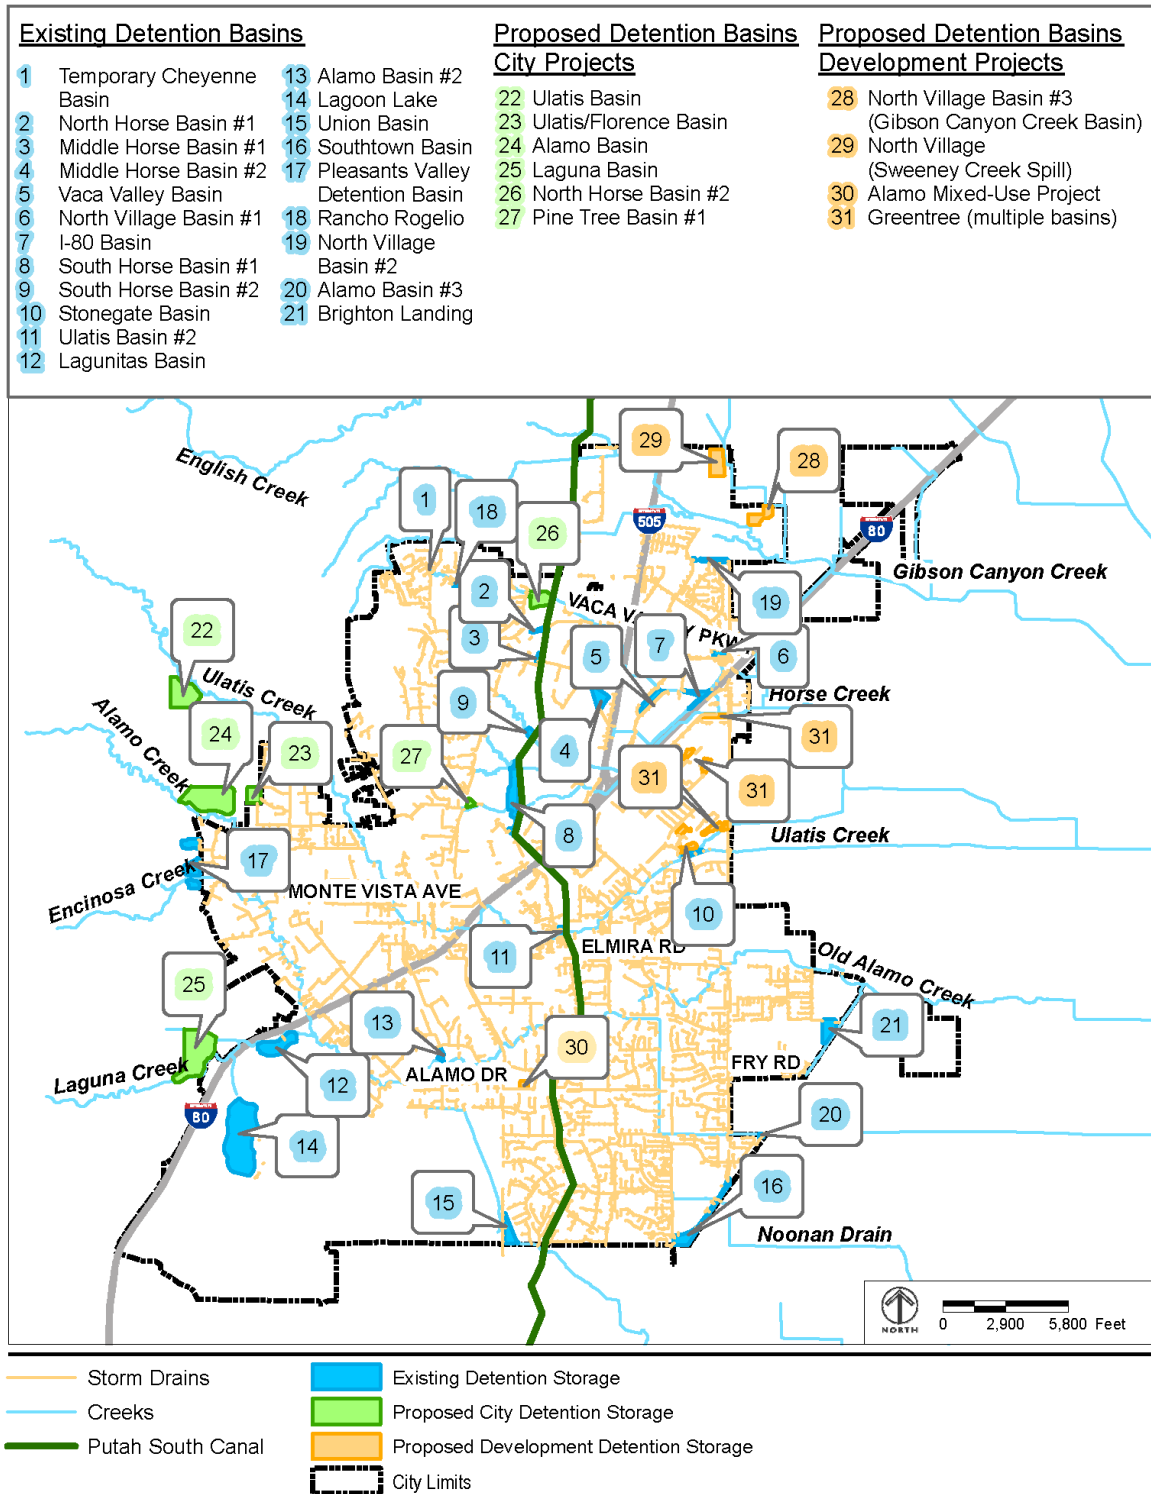 Existing Detention Basins
1 Temporary Cheyenne
Basin
2 North Horse Basin #1
3 Middle Horse Basin #1
4 Middle Horse Basin #2
5 Vaca Valley Basin
6 North Village Basin #1
7 I-80 Basin
8 South Horse Basin #1
9 South Horse Basin #2
10 Stonegate Basin
11 Ulatis Basin #2
12 Lagunitas Basin
13 Alamo Basin #2
14 Lagoon Lake
15 Union Basin
16 Southtown Basin
17 Pleasants Valley
Detention Basin
18 Rancho Rogelio
19 North Village
Basin #2
20 Alamo Basin #3
21 Brighton Landing
Proposed Detention Basins
City Projects
22 Ulatis Basin
23 Ulatis/Florence Basin
24 Alamo Basin
25 Laguna Basin
26 North Horse Basin #2
27 Pine Tree Basin #1
Proposed Detention Basins
Development Projects
28 North Village Basin #3
(Gibson Canyon Creek Basin)
29 North Village
(Sweeney Creek Spill)
30 Alamo Mixed-Use Project
31 Greentree (multiple basins)
English Creek
29
28
1
18
26
505
80
Gibson Canyon Creek
2
VACA VA Y PKW
19
22
3
5
7
6
Ulatis Creek
Horse Creek
9
Alamo Creek
24
23
27
4
31
31
31
8
Ulatis Creek
17
Encinosa Creek
MONTE VISTA AVE
10
11
ELMIRA RD
Old Alamo Creek
25
13
30
21
FRY RD
Laguna Creek
ALAMO DR
12
80
14
20
15
16
Noonan Drain
NORTH
0 2,900 5,800 Feet
Storm Drains
Creeks
Putah South Canal
Existing Detention Storage
Proposed City Detention Storage
Proposed Development Detention Storage
City Limits